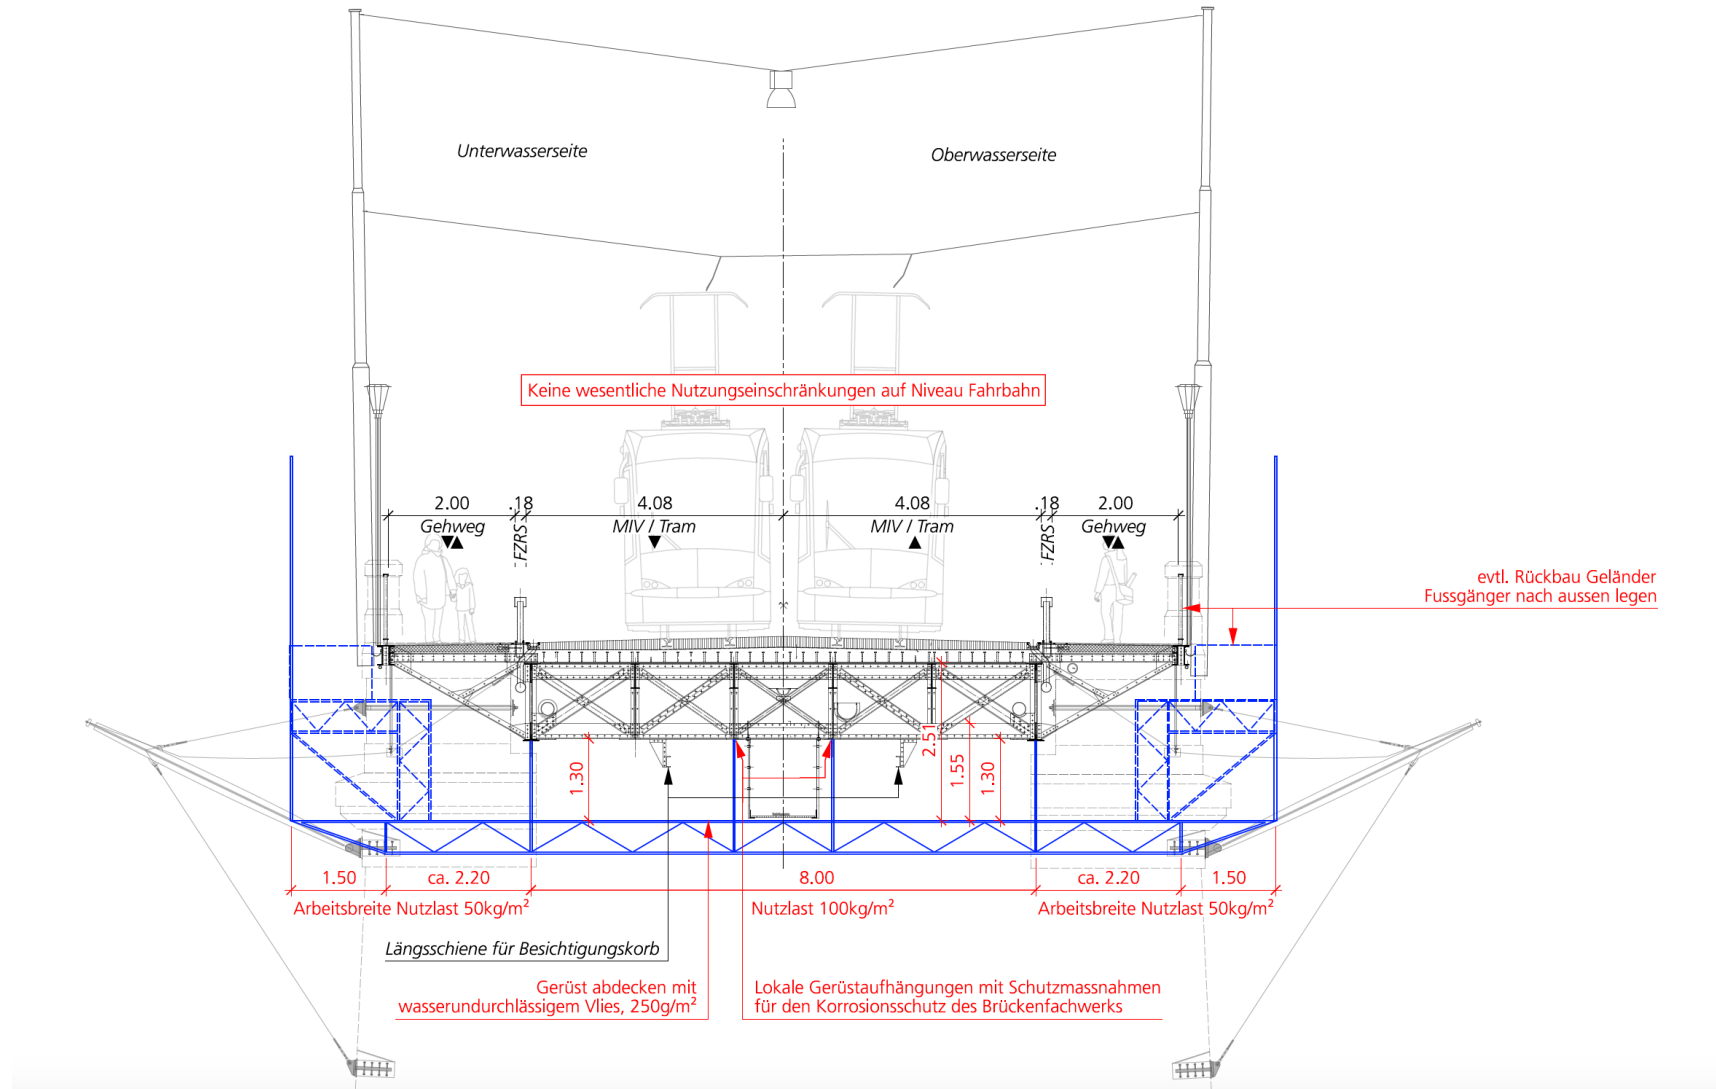 Unterwasserseite
Oberwasserseite
Keine wesentliche Nutzungseinschränkungen auf Niveau Fahrbahn
2.00
.18
4.08
4.08
.18
2.00
Gehweg
FZRS
MIV / Tram
MIV / Tram
FZRS
Gehweg
evtl. Rückbau Geländer
Fussgänger nach aussen legen
1.30
2.51
1.55
1.30
1.50
ca. 2.20
8.00
ca. 2.20
1.50
Arbeitsbreite Nutzlast 50kg/m²
Nutzlast 100kg/m²
Arbeitsbreite Nutzlast 50kg/m²
Längsschiene für Besichtigungskorb
Gerüst abdecken mit
wasserundurchlässigem Vlies, 250g/m²
Lokale Gerüstaufhängungen mit Schutzmassnahmen
für den Korrosionsschutz des Brückenfachwerks